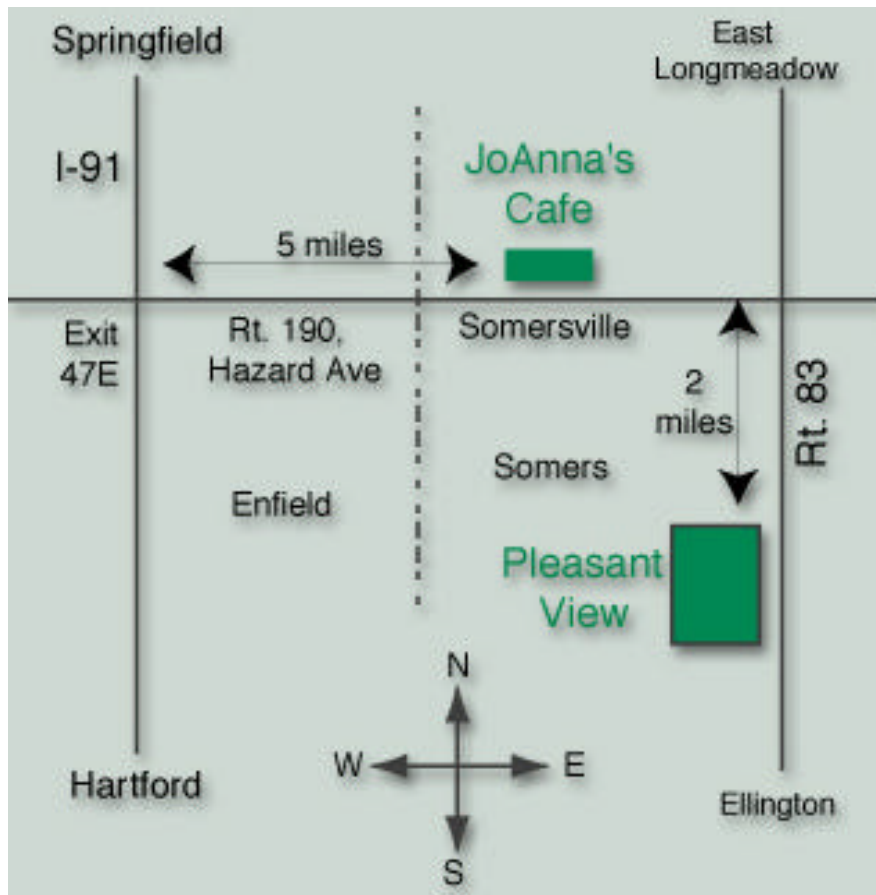 Springfield
East
Longmeadow
I-91
JoAnna's
Cafe
5 miles
Exit
47E
Rt. 190,
Hazard Ave
Somersville
2
miles
Rt. 83
Somers
Enfield
Pleasant
View
N
W
E
S
Hartford
Ellington